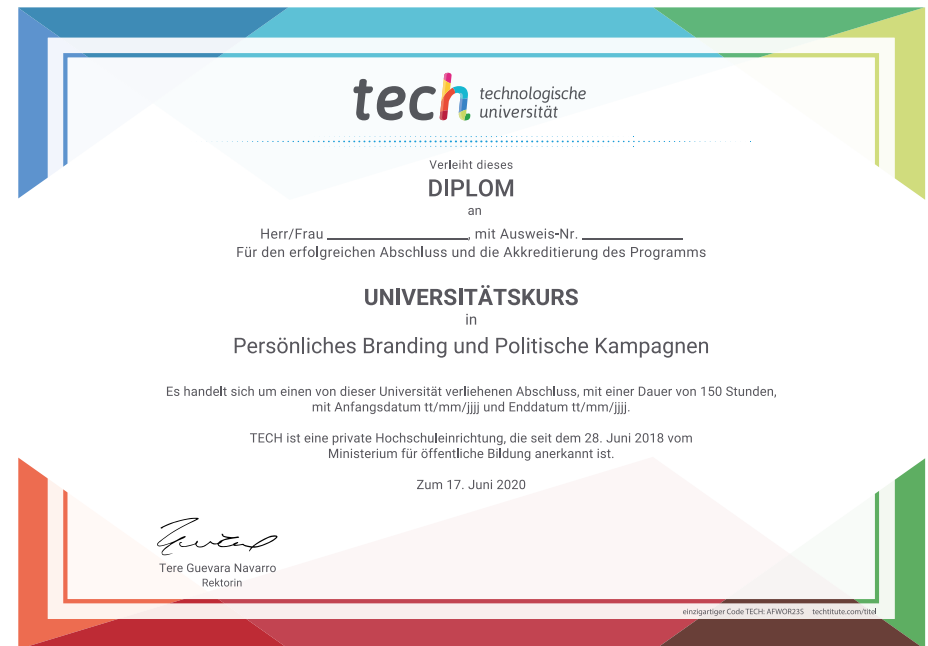 tech technologische
universität
Verleiht dieses
DIPLOM
an
Herr/Frau ____________________, mit Ausweis-Nr. ______________
Für den erfolgreichen Abschluss und die Akkreditierung des Programms
UNIVERSITÄTSKURS
in
Persönliches Branding und Politische Kampagnen
Es handelt sich um einen von dieser Universität verliehenen Abschluss, mit einer Dauer von 150 Stunden,
mit Anfangsdatum tt/mm/jjjj und Enddatum tt/mm/jjjj.
TECH ist eine private Hochschuleinrichtung, die seit dem 28. Juni 2018 vom
Ministerium für öffentliche Bildung anerkannt ist.
Zum 17. Juni 2020
Tere Guevara Navarro
Rektorin
einzigartiger Code TECH: AFWOR23S techtitute.com/titel